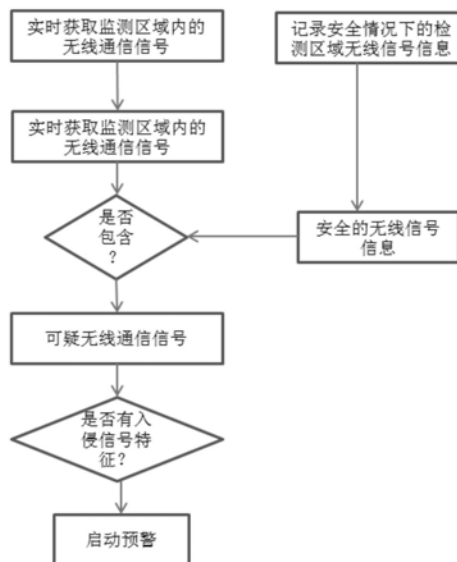 实时获取监测区域内的
无线通信信号
记录安全情况下的检
测区域无线信号信息
实时获取监测区域内的
无线通信信号
是否
包含
？
安全的无线信号
信息
可疑无线通信信号
是否有入
侵信号特
征？
启动预警